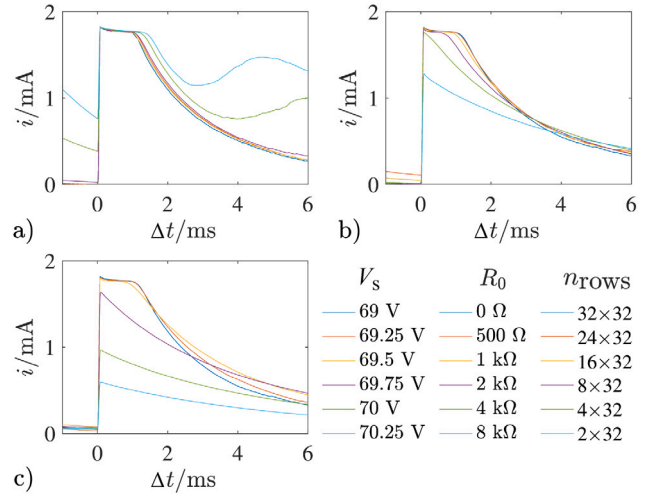 2
2
i/mA
1
i/mA
1
0
0
0
2
4
6
0
2
4
6
a)
Δt/ms
b)
Δt/ms
2
V_s
R_0
n_rows
i/mA
1
69 V
0 Ω
32×32
69.25 V
500 Ω
24×32
69.5 V
1 kΩ
16×32
69.75 V
2 kΩ
8×32
70 V
4 kΩ
4×32
70.25 V
8 kΩ
2×32
0
0
2
4
6
c)
Δt/ms